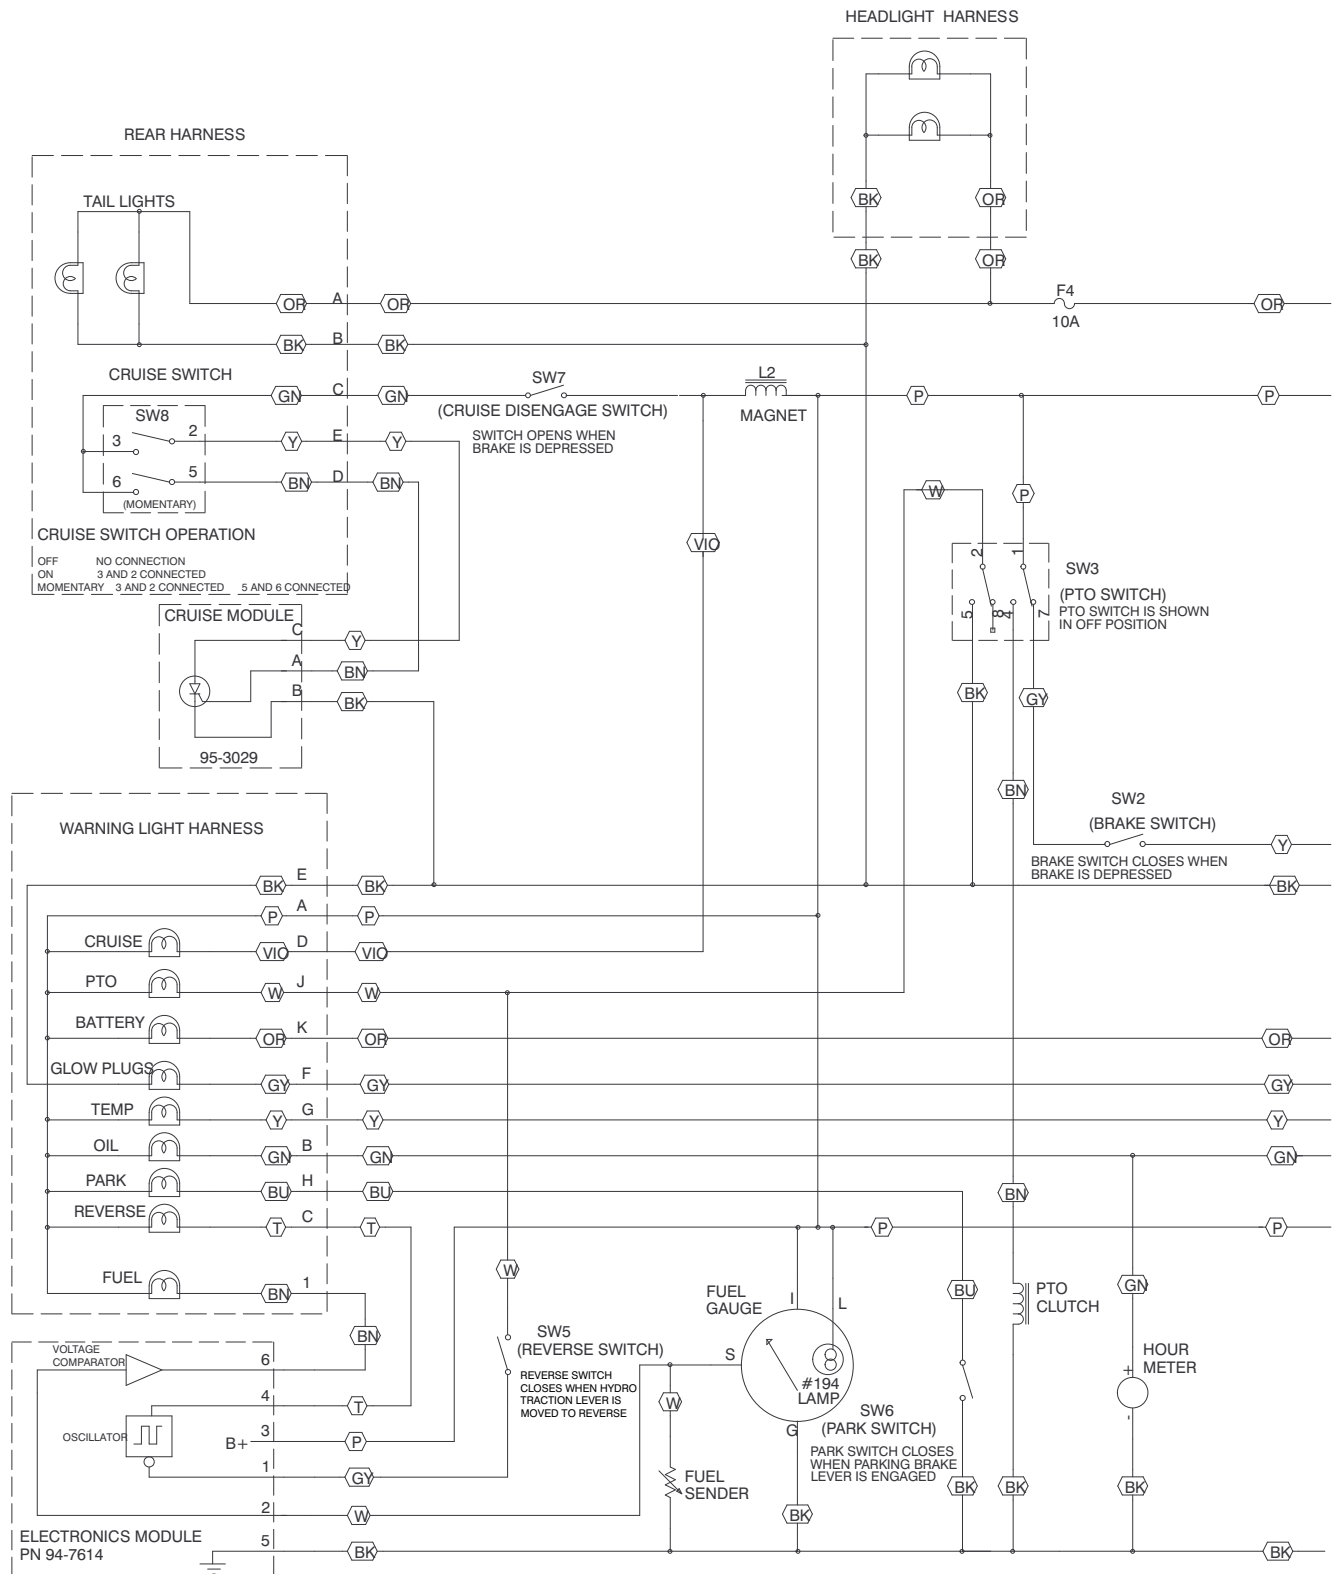 HEADLIGHT HARNESS
BK
OR
BK
OR
REAR HARNESS
TAIL LIGHTS
OR A OR
F4
10A
OR
BK B BK
CRUISE SWITCH
GN C GN
SW7
(CRUISE DISENGAGE SWITCH)
SWITCH OPENS WHEN
BRAKE IS DEPRESSED
L2
MAGNET
P
P
SW8
3 2
Y E Y
6 5
(MOMENTARY)
BN D BN
W
P
CRUISE SWITCH OPERATION
OFF NO CONNECTION
ON 3 AND 2 CONNECTED
MOMENTARY 3 AND 2 CONNECTED 5 AND 6 CONNECTED
VIO
2 1
5 8 4 7
SW3
(PTO SWITCH)
PTO SWITCH IS SHOWN
IN OFF POSITION
CRUISE MODULE
C Y
A BN
B BK
95-3029
BK
GY
BN
SW2
(BRAKE SWITCH)
Y
BRAKE SWITCH CLOSES WHEN
BRAKE IS DEPRESSED
WARNING LIGHT HARNESS
BK E BK
BK
P A P
CRUISE VIO D VIO
PTO W J W
BATTERY OR K OR
OR
GLOW PLUGS GY F GY
GY
TEMP Y G Y
Y
OIL GN B GN
GN
PARK BU H BU
BN
REVERSE T C T
P
P
FUEL BN 1
BN
W
SW5
(REVERSE SWITCH)
REVERSE SWITCH
CLOSES WHEN HYDRO
TRACTION LEVER IS
MOVED TO REVERSE
FUEL
GAUGE
I L
S
#194
LAMP
G
BU
PTO
CLUTCH
GN
HOUR
METER
+
-
SW6
(PARK SWITCH)
PARK SWITCH CLOSES
WHEN PARKING BRAKE
LEVER IS ENGAGED
VOLTAGE
COMPARATOR
6
4 T
OSCILLATOR
B+ 3 P
1 GY
2 W
W
FUEL
SENDER
BK
BK
BK
BK
ELECTRONICS MODULE
PN 94-7614
5 BK
BK